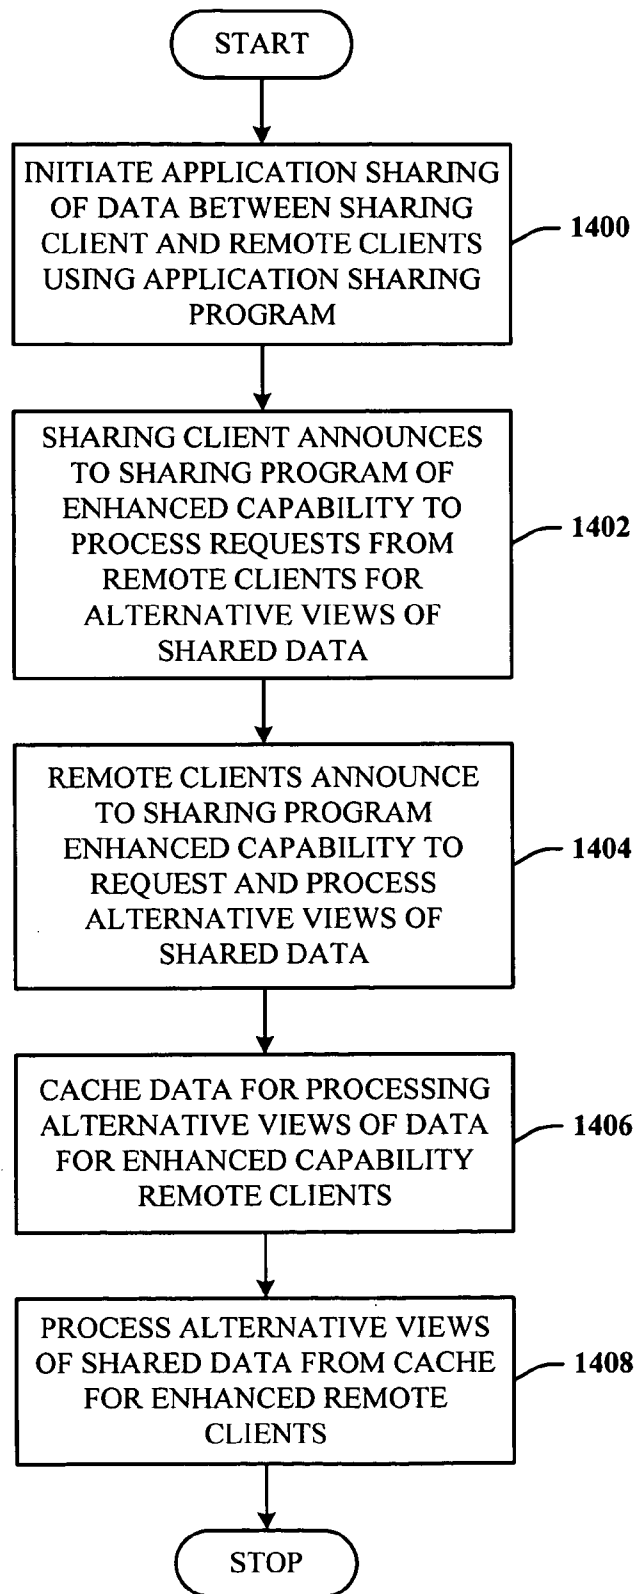 START
INITIATE APPLICATION SHARING
OF DATA BETWEEN SHARING
CLIENT AND REMOTE CLIENTS
USING APPLICATION SHARING
PROGRAM
1400
SHARING CLIENT ANNOUNCES
TO SHARING PROGRAM OF
ENHANCED CAPABILITY TO
PROCESS REQUESTS FROM
REMOTE CLIENTS FOR
ALTERNATIVE VIEWS OF
SHARED DATA
1402
REMOTE CLIENTS ANNOUNCE
TO SHARING PROGRAM
ENHANCED CAPABILITY TO
REQUEST AND PROCESS
ALTERNATIVE VIEWS OF
SHARED DATA
1404
CACHE DATA FOR PROCESSING
ALTERNATIVE VIEWS OF DATA
FOR ENHANCED CAPABILITY
REMOTE CLIENTS
1406
PROCESS ALTERNATIVE VIEWS
OF SHARED DATA FROM CACHE
FOR ENHANCED REMOTE
CLIENTS
1408
STOP